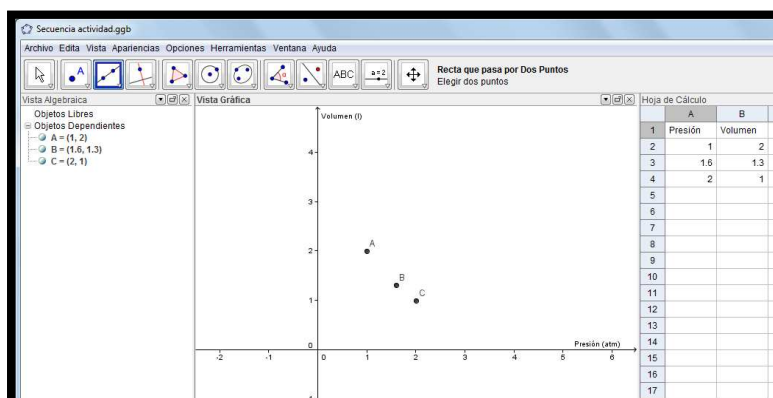 Secuencia actividad.ggb
Archivo Edita Vista Apariencias Opciones Herramientas Ventana Ayuda
A
ABC
a=2
Recta que pasa por Dos Puntos
Elegir dos puntos
Vista Algebraica
Objetos Libres
Objetos Dependientes
A = (1, 2)
B = (1.6, 1.3)
C = (2, 1)
Vista Gráfica
Volumen (l)
4
3
2
1
0
A
B
C
Presión (atm)
-2 -1 0 1 2 3 4 5 6
Hoja de Cálculo
A B
1 Presión Volumen
2 1 2
3 1.6 1.3
4 2 1
5
6
7
8
9
10
11
12
13
14
15
16
17